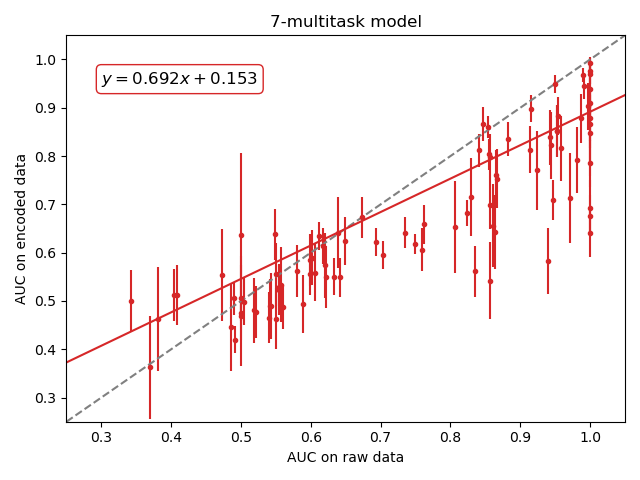 7-multitask model
y = 0.692x + 0.153
AUC on encoded data
1.0
0.9
0.8
0.7
0.6
0.5
0.4
0.3
0.3 0.4 0.5 0.6 0.7 0.8 0.9 1.0
AUC on raw data